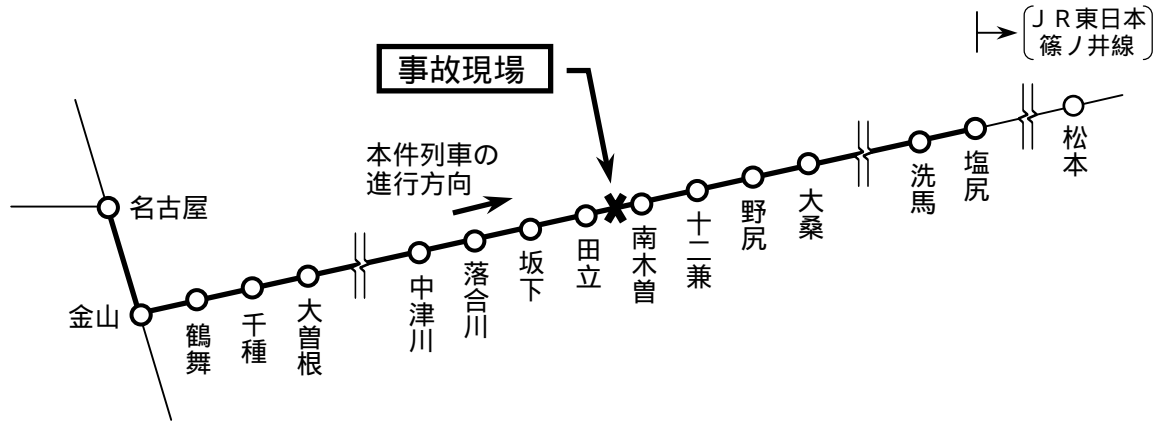 ＪＲ東日本
篠ノ井線
事故現場
本件列車の
進行方向
名古屋
金山
鶴舞
千種
大曽根
中津川
落合川
坂下
田立
南木曽
十二兼
野尻
大桑
洗馬
塩尻
松本